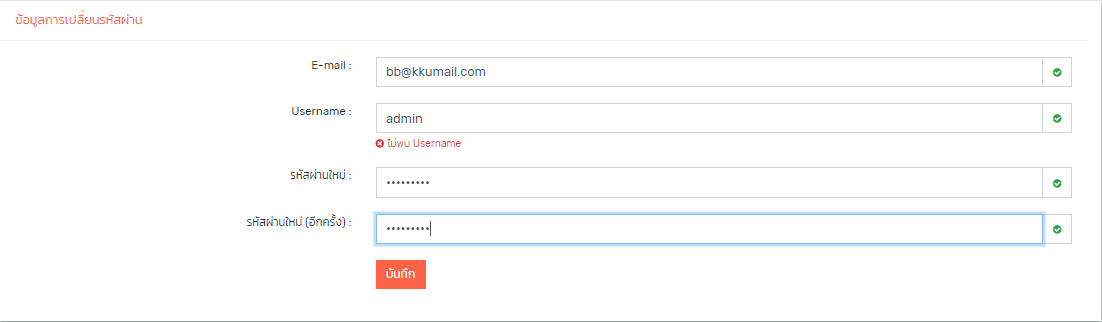 ข้อมูลการเปลี่ยนรหัสผ่าน
E-mail :
bb@kkumail.com
Username :
admin
ไม่พบ Username
รหัสผ่านใหม่ :
•••••••••
รหัสผ่านใหม่ (อีกครั้ง) :
•••••••••
บันทึก